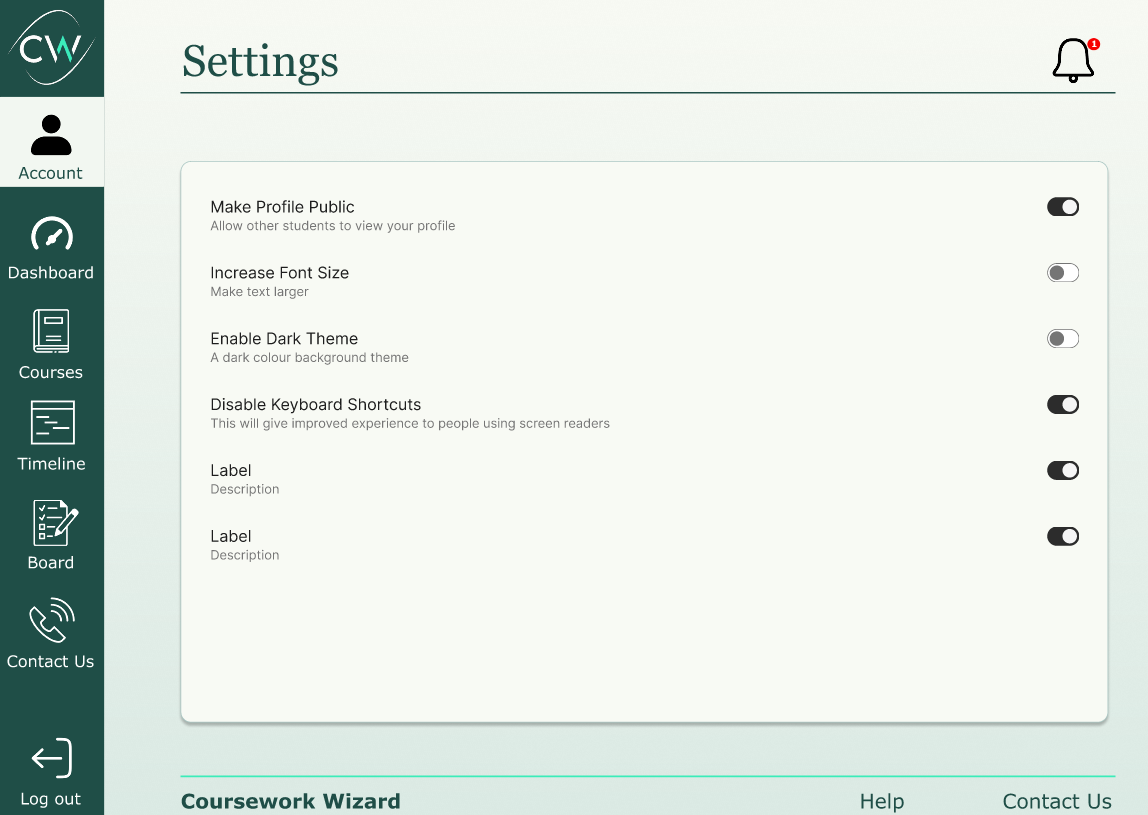 CW
Settings
1
Account
Make Profile Public
Allow other students to view your profile
Dashboard
Increase Font Size
Make text larger
Enable Dark Theme
A dark colour background theme
Courses
Disable Keyboard Shortcuts
This will give improved experience to people using screen readers
Timeline
Label
Description
Board
Label
Description
Contact Us
Log out
Coursework Wizard
Help
Contact Us